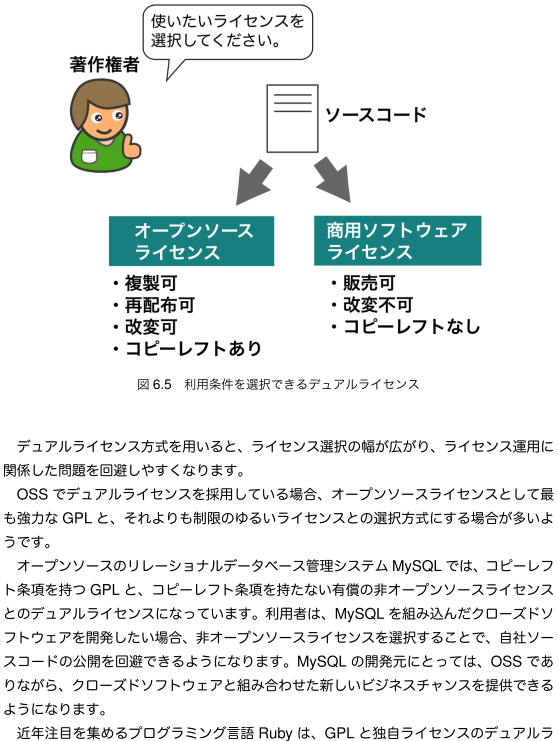 使いたいライセンスを
選択してください。
著作権者
ソースコード
オープンソース
ライセンス
・複製可
・再配布可
・改変可
・コピーレフトあり
商用ソフトウェア
ライセンス
・販売可
・改変不可
・コピーレフトなし
図 6.5　利用条件を選択できるデュアルライセンス
　デュアルライセンス方式を用いると、ライセンス選択の幅が広がり、ライセンス運用に
関係した問題を回避しやすくなります。
　OSS でデュアルライセンスを採用している場合、オープンソースライセンスとして最
も強力な GPL と、それよりも制限のゆるいライセンスとの選択方式にする場合が多いよ
うです。
　オープンソースのリレーショナルデータベース管理システム MySQL では、コピーレフ
ト条項を持つ GPL と、コピーレフト条項を持たない有償の非オープンソースライセンス
とのデュアルライセンスになっています。利用者は、MySQL を組み込んだクローズドソ
フトウェアを開発したい場合、非オープンソースライセンスを選択することで、自社ソー
スコードの公開を回避できるようになります。MySQL の開発元にとっては、OSS であ
りながら、クローズドソフトウェアと組み合わせた新しいビジネスチャンスを提供できる
ようになります。
　近年注目を集めるプログラミング言語 Ruby は、GPL と独自ライセンスのデュアルラ